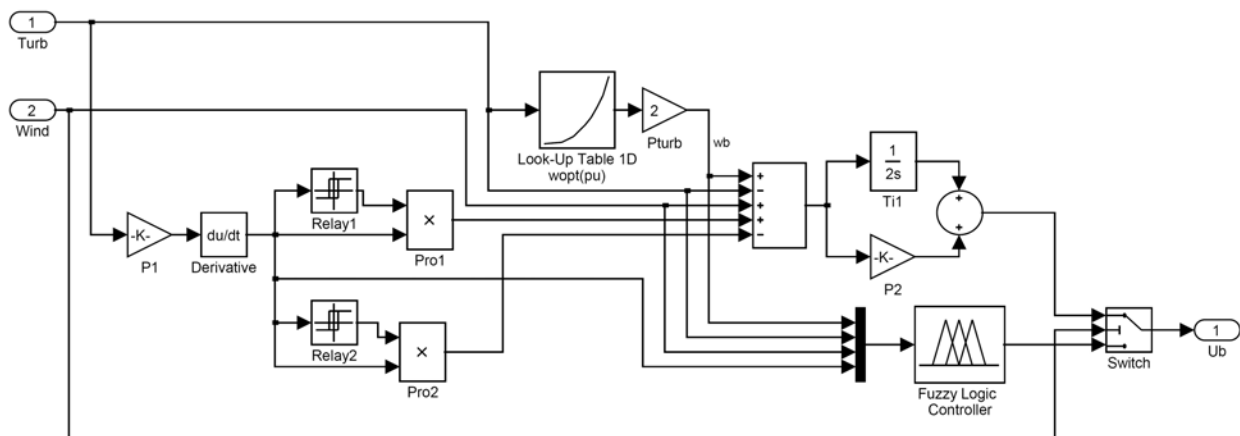 1
Turb
2
Wind
Look-Up Table 1D
wopt(pu)
2
Pturb
wb
-K-
P1
du/dt
Derivative
Relay1
×
Pro1
Relay2
×
Pro2
+
−
+
+
−
1
2s
Ti1
-K-
P2
+
+
Fuzzy Logic
Controller
Switch
1
Ub